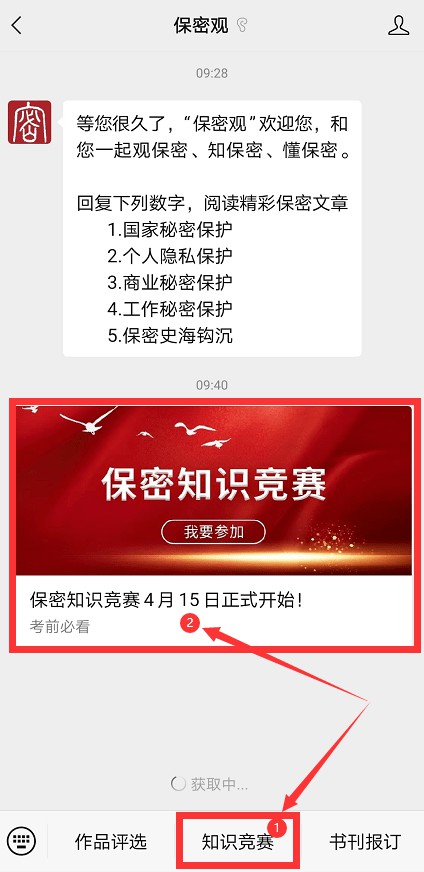 保密观
09:28
密
等您很久了，“保密观”欢迎您，和
您一起观保密、知保密、懂保密。
回复下列数字，阅读精彩保密文章
1.国家秘密保护
2.个人隐私保护
3.商业秘密保护
4.工作秘密保护
5.保密史海钩沉
09:40
保密知识竞赛
我要参加
保密知识竞赛4月15日正式开始！
考前必看
2
获取中...
1
作品评选
知识竞赛
书刊报订